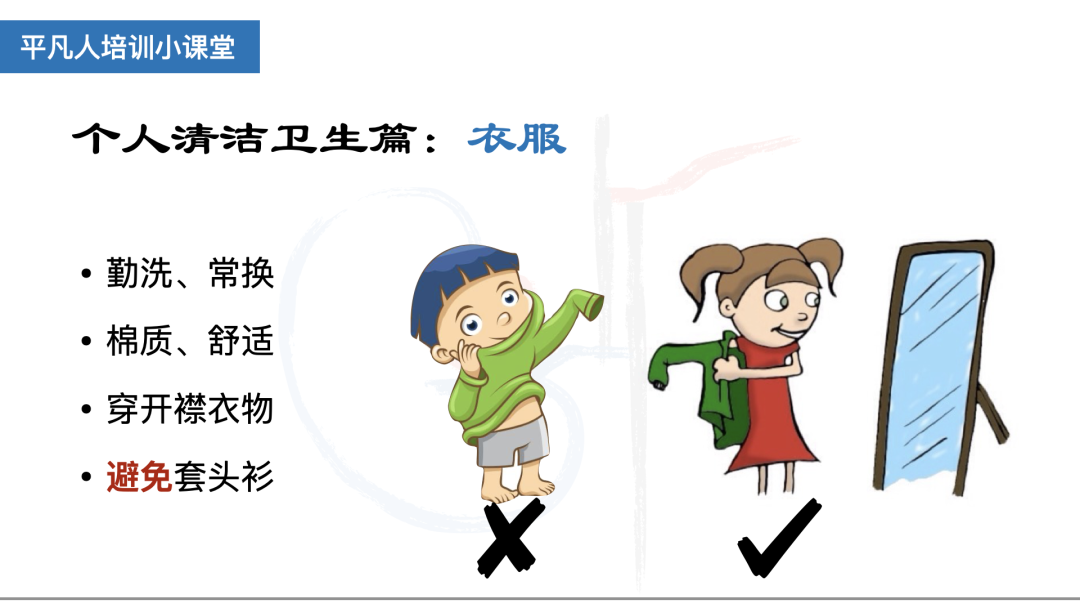 平凡人培训小课堂
个人清洁卫生篇：衣服
• 勤洗、常换
• 棉质、舒适
• 穿开襟衣物
• 避免套头衫